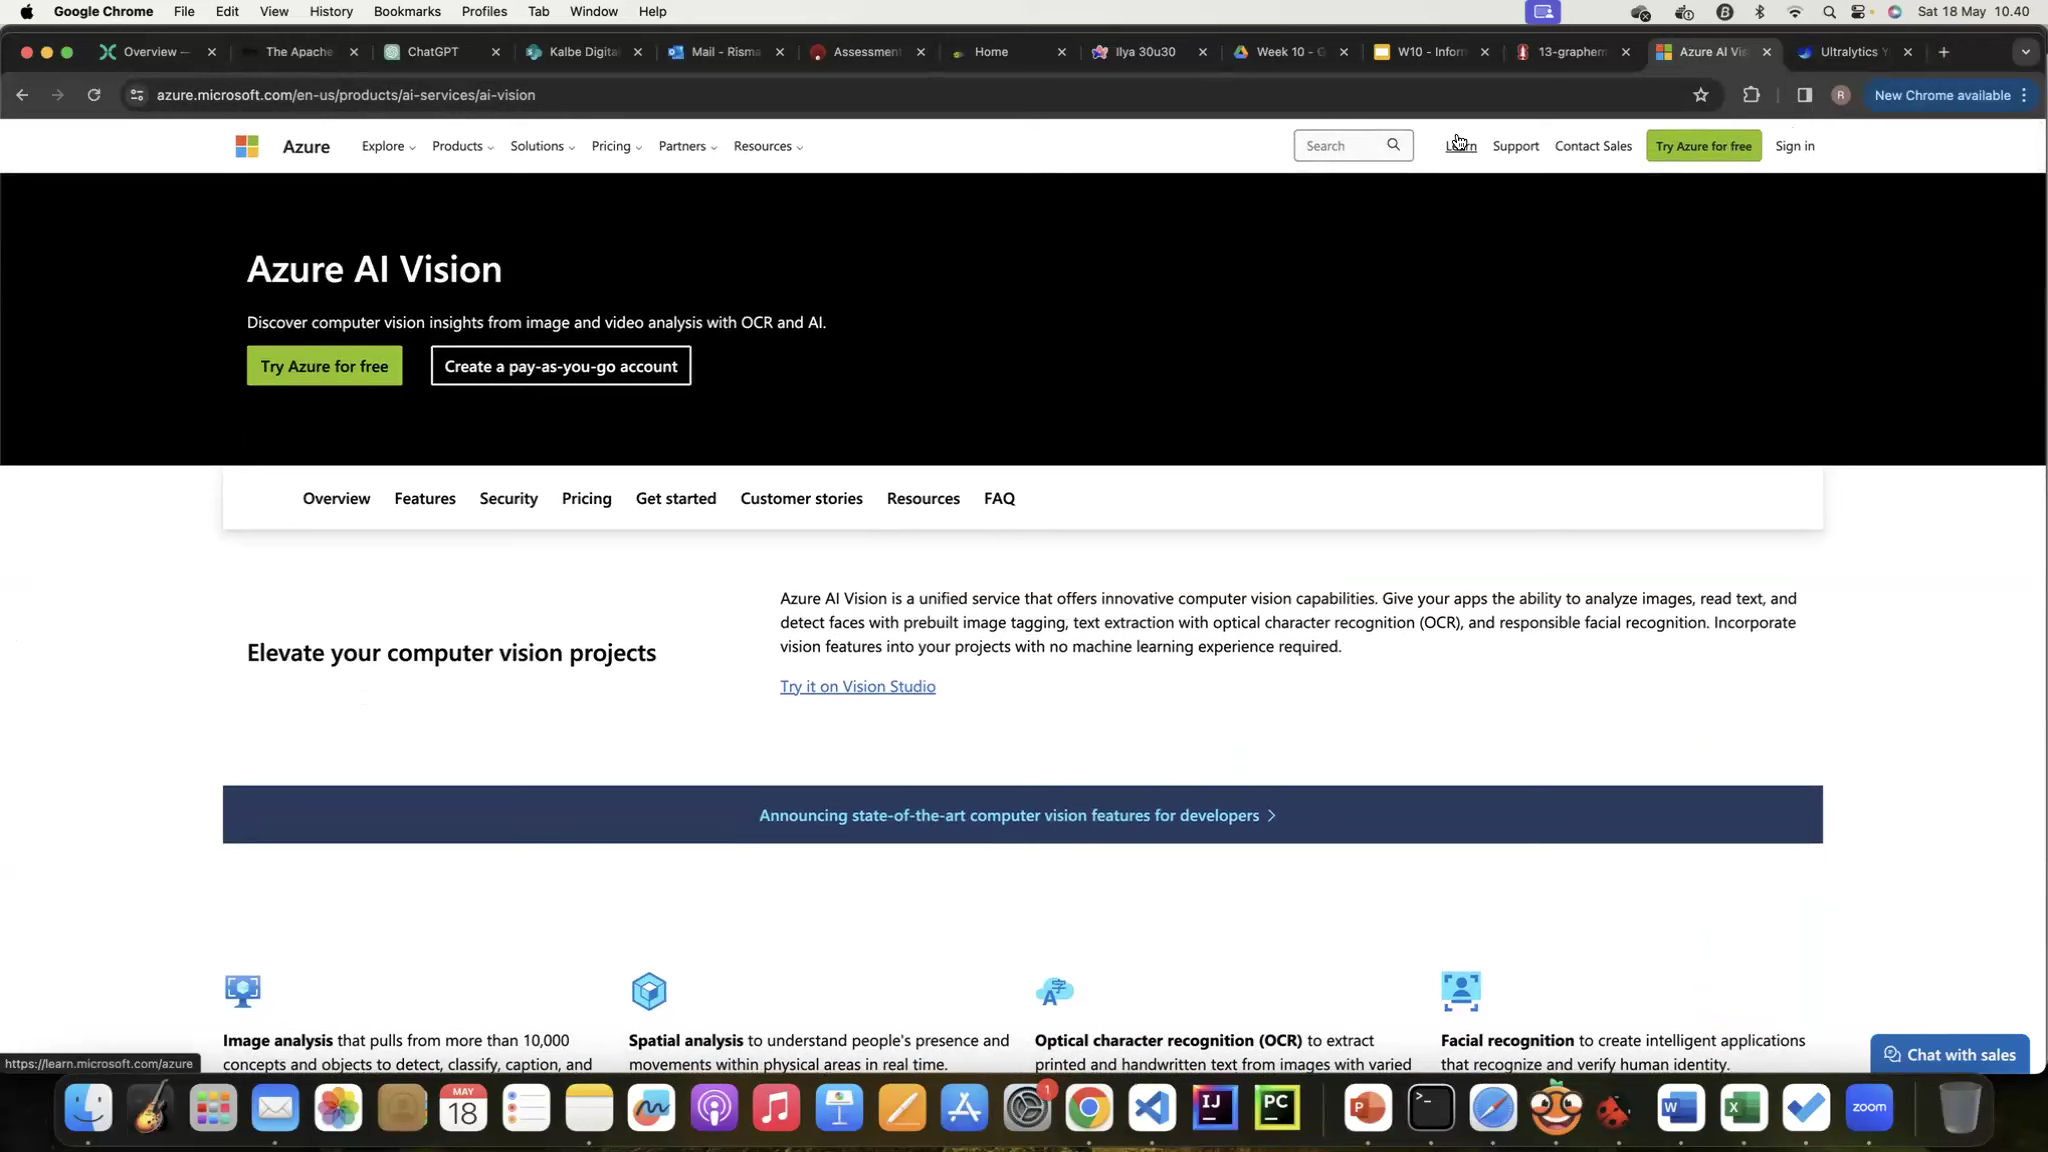 Google Chrome File Edit View History Bookmarks Profiles Tab Window Help Sat 18 May 10.40
Overview — The Apache ChatGPT Kalbe Digita Mail - Risma Assessment Home Ilya 30u30 Week 10 - G W10 - Inform 13-graphem Azure AI Vis Ultralytics Y
azure.microsoft.com/en-us/products/ai-services/ai-vision R New Chrome available
Azure Explore Products Solutions Pricing Partners Resources Search Learn Support Contact Sales Try Azure for free Sign in
Azure AI Vision
Discover computer vision insights from image and video analysis with OCR and AI.
Try Azure for free Create a pay-as-you-go account
Overview Features Security Pricing Get started Customer stories Resources FAQ
Elevate your computer vision projects
Azure AI Vision is a unified service that offers innovative computer vision capabilities. Give your apps the ability to analyze images, read text, and
detect faces with prebuilt image tagging, text extraction with optical character recognition (OCR), and responsible facial recognition. Incorporate
vision features into your projects with no machine learning experience required.
Try it on Vision Studio
Announcing state-of-the-art computer vision features for developers
Image analysis that pulls from more than 10,000
concepts and objects to detect, classify, caption, and
Spatial analysis to understand people's presence and
movements within physical areas in real time.
Optical character recognition (OCR) to extract
printed and handwritten text from images with varied
Facial recognition to create intelligent applications
that recognize and verify human identity.
Chat with sales
https://learn.microsoft.com/azure
MAY
18
1
IJ
PC
P
W
X
zoom